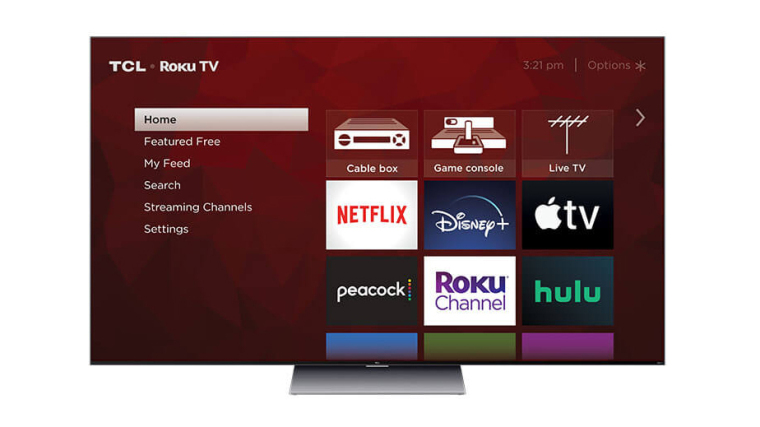 TCL • Roku TV
3:21 pm | Options
Home
Featured Free
My Feed
Search
Streaming Channels
Settings
Cable box
Game console
Live TV
NETFLIX
Disney+
tv
peacock
Roku
Channel
hulu